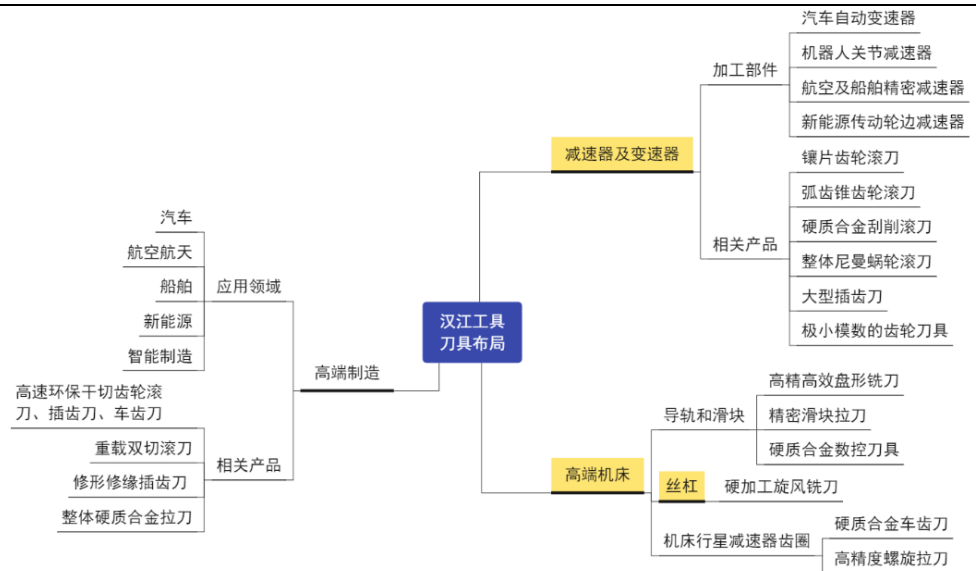 汉江工具
刀具布局
减速器及变速器
加工部件
汽车自动变速器
机器人关节减速器
航空及船舶精密减速器
新能源传动轮边减速器
相关产品
镶片齿轮滚刀
弧齿锥齿轮滚刀
硬质合金刮削滚刀
整体尼曼蜗轮滚刀
大型插齿刀
极小模数的齿轮刀具
高端机床
导轨和滑块
高精高效盘形铣刀
精密滑块拉刀
硬质合金数控刀具
丝杠
硬加工旋风铣刀
机床行星减速器齿圈
硬质合金车齿刀
高精度螺旋拉刀
高端制造
应用领域
汽车
航空航天
船舶
新能源
智能制造
相关产品
高速环保干切齿轮滚
刀、插齿刀、车齿刀
重载双切滚刀
修形修缘插齿刀
整体硬质合金拉刀